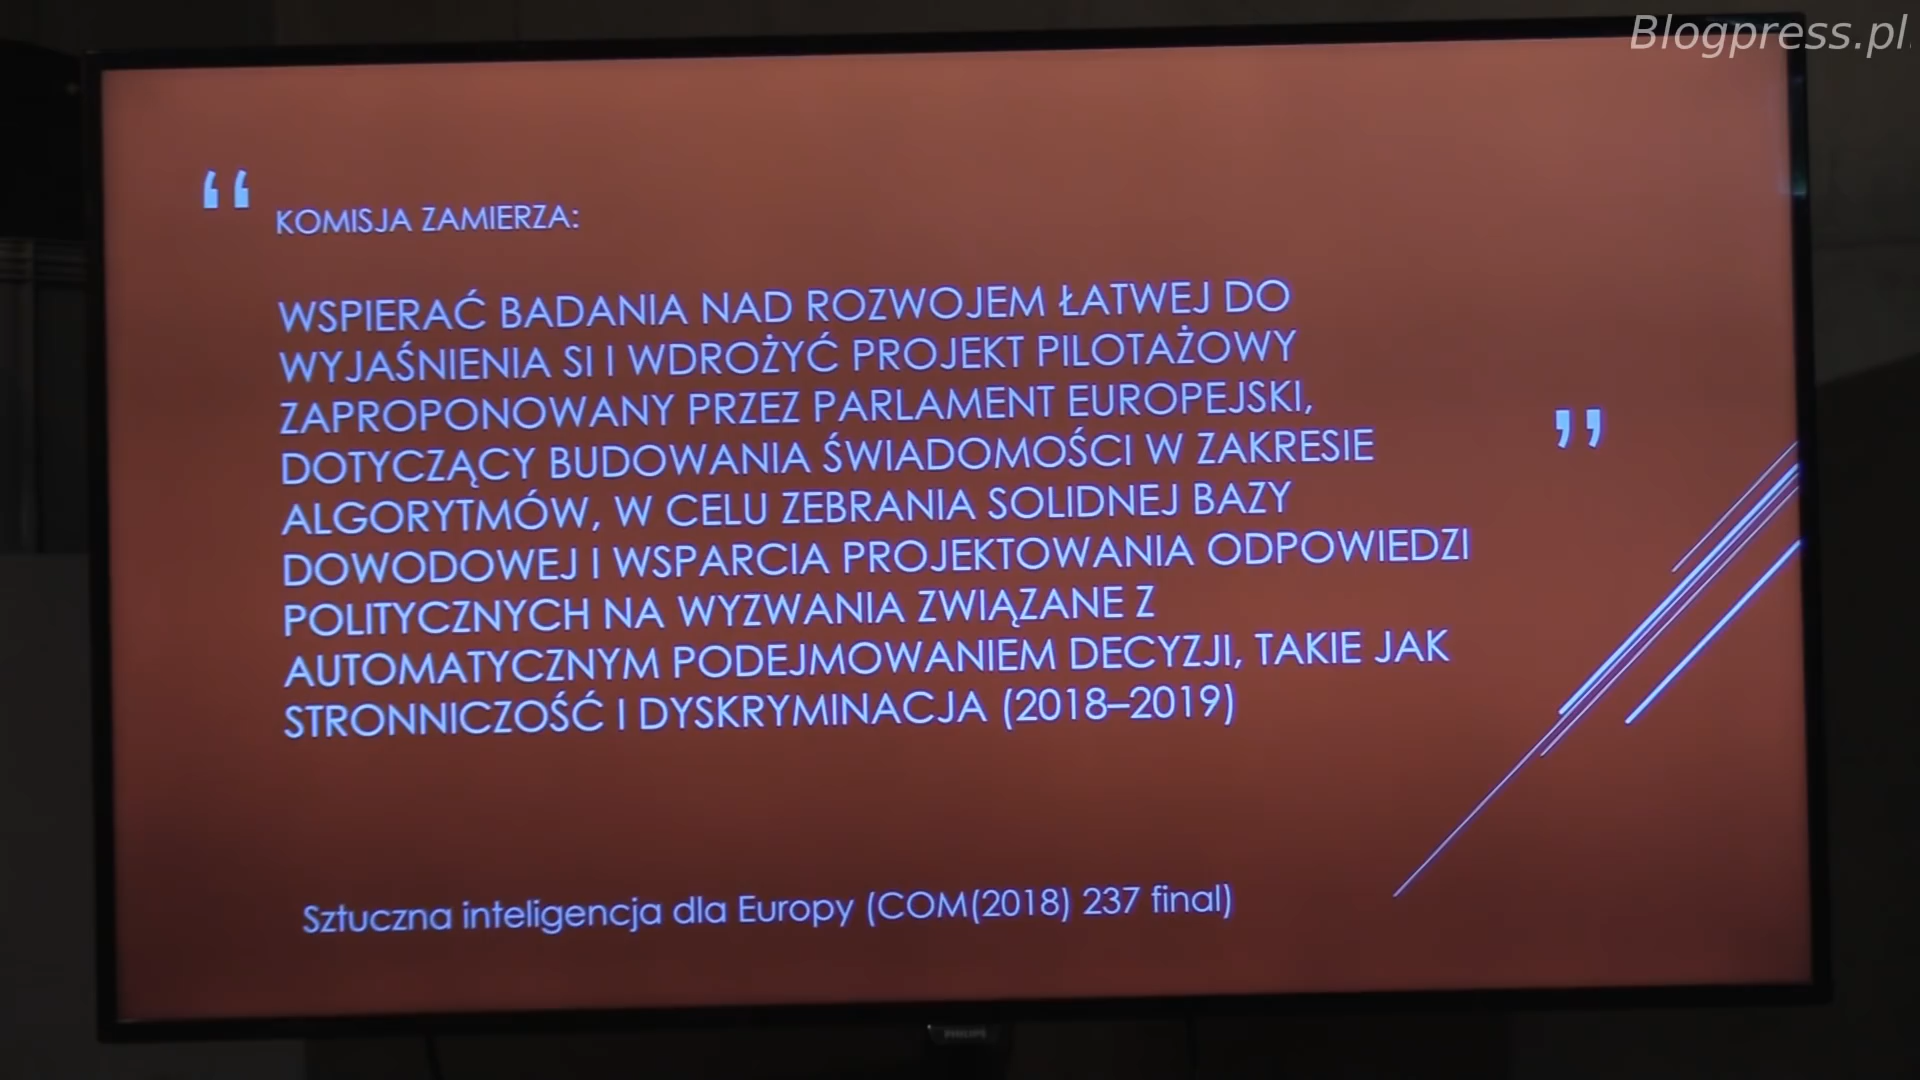 Blogpress.pl
“ KOMISJA ZAMIERZA:
WSPIERAĆ BADANIA NAD ROZWOJEM ŁATWEJ DO
WYJAŚNIENIA SI I WDROŻYĆ PROJEKT PILOTAŻOWY
ZAPROPONOWANY PRZEZ PARLAMENT EUROPEJSKI,
DOTYCZĄCY BUDOWANIA ŚWIADOMOŚCI W ZAKRESIE
ALGORYTMÓW, W CELU ZEBRANIA SOLIDNEJ BAZY
DOWODOWEJ I WSPARCIA PROJEKTOWANIA ODPOWIEDZI
POLITYCZNYCH NA WYZWANIA ZWIĄZANE Z
AUTOMATYCZNYM PODEJMOWANIEM DECYZJI, TAKIE JAK
STRONNICZOŚĆ I DYSKRYMINACJA (2018–2019)
”
Sztuczna inteligencja dla Europy (COM(2018) 237 final)
PHILIPS